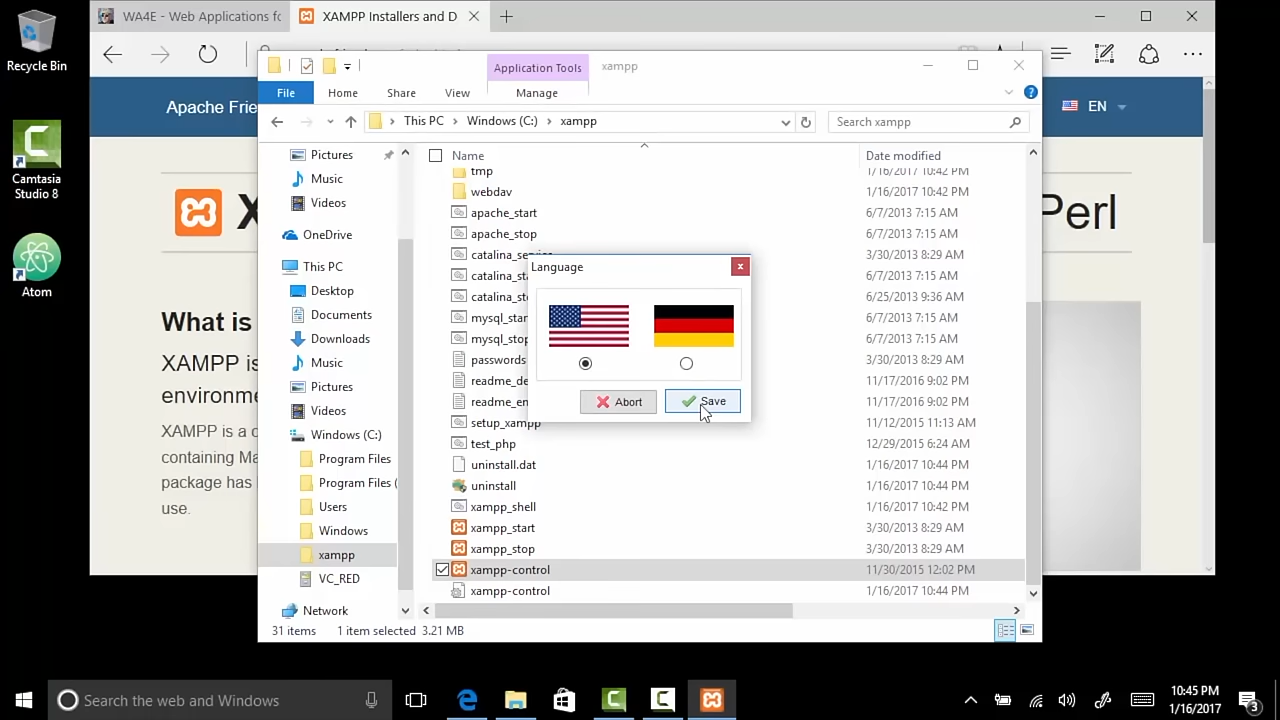 Recycle Bin
Camtasia
Studio 8
Atom
WA4E - Web Applications fo
XAMPP Installers and D
Apache Frie
EN
Perl
What is
XAMPP is
environme
XAMPP is a
containing Ma
package has
use.
Application Tools
xampp
File
Home
Share
View
Manage
This PC
Windows (C:)
xampp
Search xampp
Pictures
Music
Videos
OneDrive
This PC
Desktop
Documents
Downloads
Music
Pictures
Videos
Windows (C:)
Program Files
Program Files (
Users
Windows
xampp
VC_RED
Network
Name
Date modified
tmp 1/16/2017 10:42 PM
webdav 1/16/2017 10:42 PM
apache_start 6/7/2013 7:15 AM
apache_stop 6/7/2013 7:15 AM
catalina_service 3/30/2013 8:29 AM
catalina_sta 6/7/2013 7:15 AM
catalina_sto 6/25/2013 9:36 AM
mysql_star 6/7/2013 7:15 AM
mysql_stop 6/7/2013 7:15 AM
passwords 3/30/2013 8:29 AM
readme_de 11/17/2016 9:02 PM
readme_en 11/17/2016 9:02 PM
setup_xampp 11/12/2015 11:13 AM
test_php 12/29/2015 6:24 AM
uninstall.dat 1/16/2017 10:44 PM
uninstall 1/16/2017 10:44 PM
xampp_shell 1/16/2017 10:42 PM
xampp_start 3/30/2013 8:29 AM
xampp_stop 3/30/2013 8:29 AM
xampp-control 11/30/2015 12:02 PM
xampp-control 1/16/2017 10:44 PM
Language
Abort
Save
31 items
1 item selected 3.21 MB
Search the web and Windows
10:45 PM
1/16/2017
3